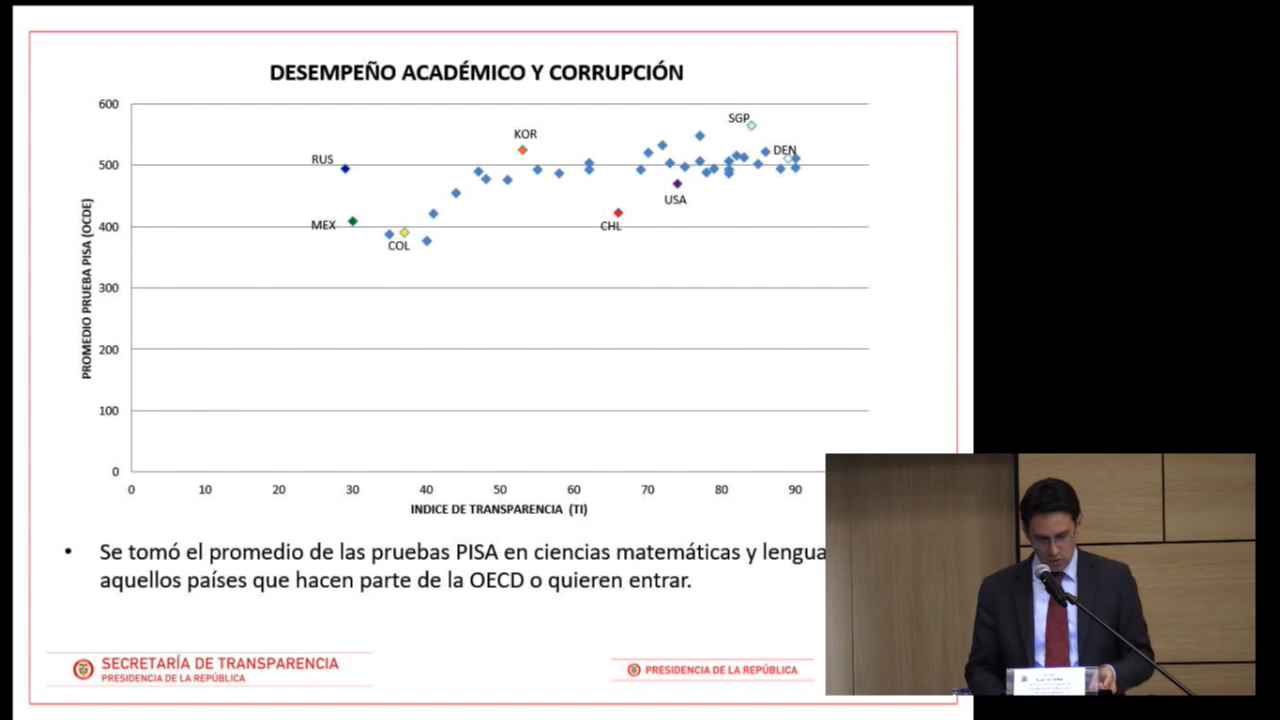 DESEMPEÑO ACADÉMICO Y CORRUPCIÓN
PROMEDIO PRUEBA PISA (OCDE)
600
500
400
300
200
100
0
RUS
MEX
COL
KOR
CHL
USA
SGP
DEN
0 10 20 30 40 50 60 70 80 90
INDICE DE TRANSPARENCIA (TI)
• Se tomó el promedio de las pruebas PISA en ciencias matemáticas y lengua
aquellos países que hacen parte de la OECD o quieren entrar.
SECRETARÍA DE TRANSPARENCIA
PRESIDENCIA DE LA REPÚBLICA
PRESIDENCIA DE LA REPÚBLICA